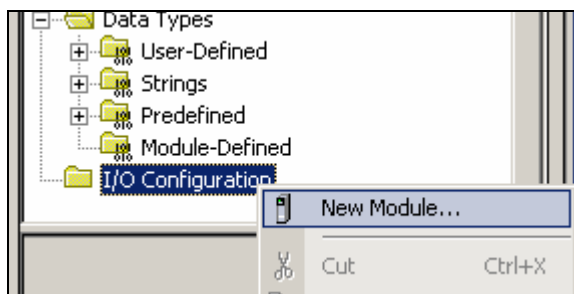 Data Types
User-Defined
Strings
Predefined
Module-Defined
I/O Configuration
New Module...
Cut Ctrl+X